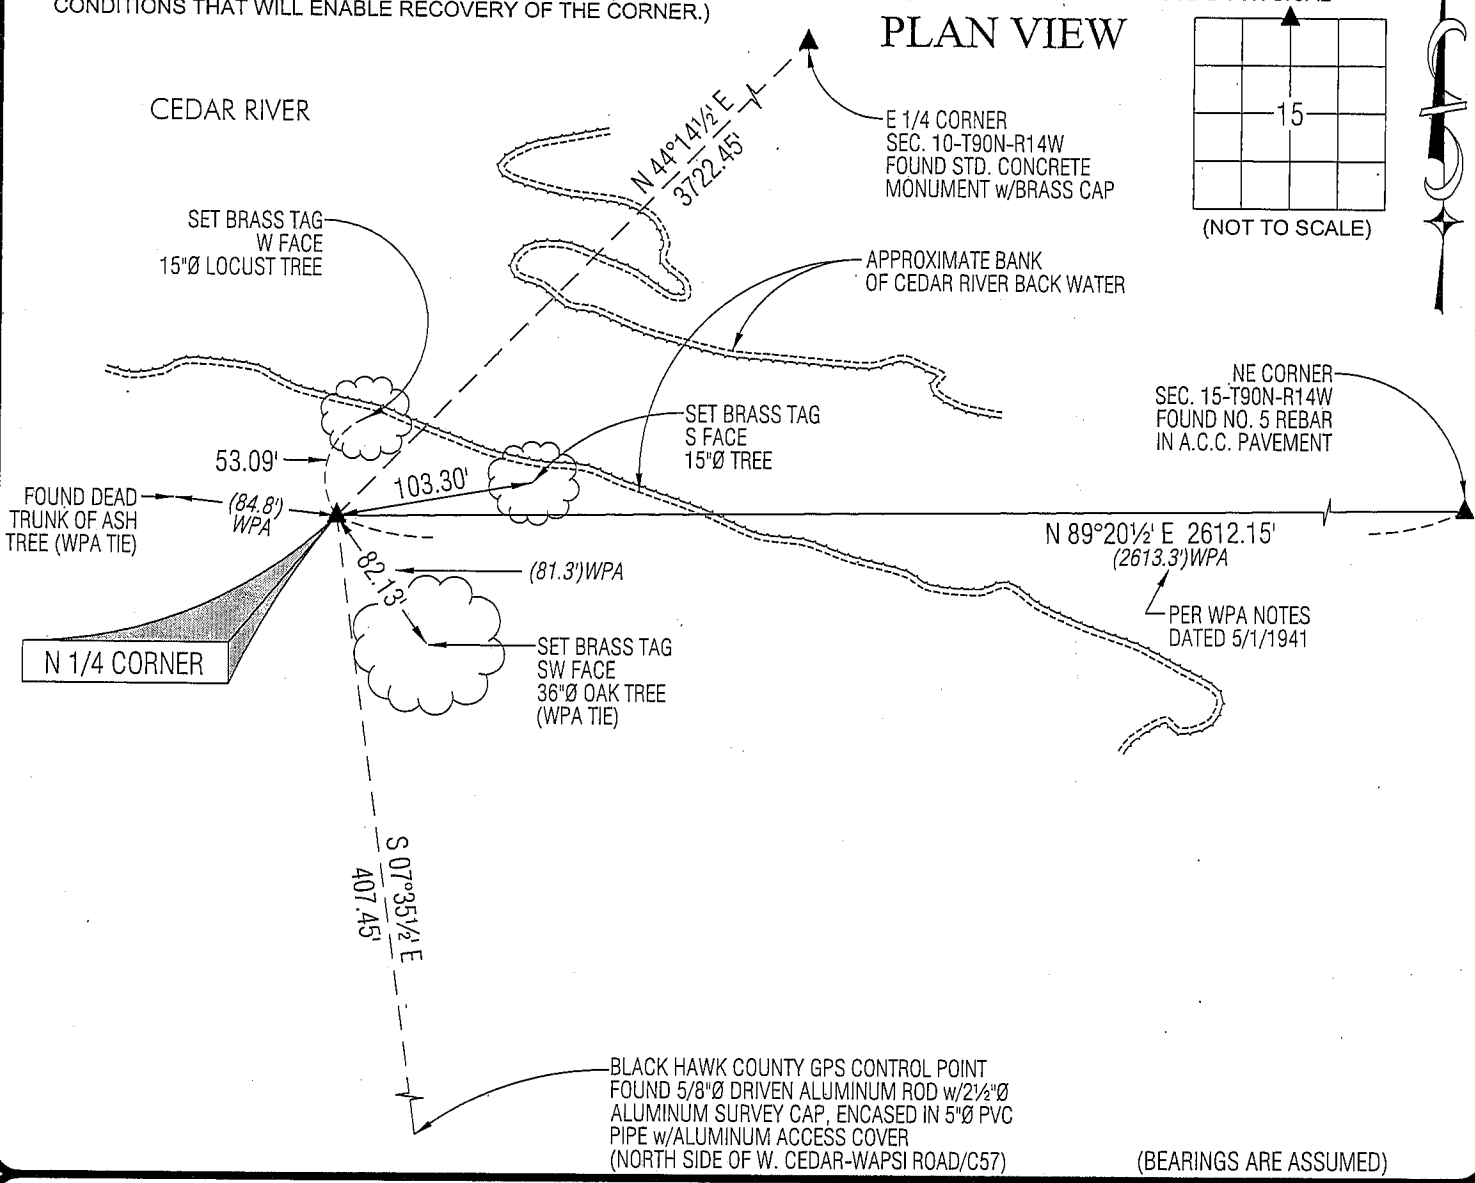 CONDITIONS THAT WILL ENABLE RECOVERY OF THE CORNER.)
PLAN VIEW
CEDAR RIVER
N 44°14½' E
3722.45'
E 1/4 CORNER
SEC. 10-T90N-R14W
FOUND STD. CONCRETE
MONUMENT w/BRASS CAP
15
(NOT TO SCALE)
SET BRASS TAG
W FACE
15"Ø LOCUST TREE
APPROXIMATE BANK
OF CEDAR RIVER BACK WATER
NE CORNER
SEC. 15-T90N-R14W
FOUND NO. 5 REBAR
IN A.C.C. PAVEMENT
SET BRASS TAG
S FACE
15"Ø TREE
53.09'
103.30'
FOUND DEAD
TRUNK OF ASH
TREE (WPA TIE)
(84.8')
WPA
N 89°20½' E 2612.15'
(2613.3')WPA
82.13'
(81.3')WPA
PER WPA NOTES
DATED 5/1/1941
N 1/4 CORNER
SET BRASS TAG
SW FACE
36"Ø OAK TREE
(WPA TIE)
S 07°35½' E
407.45'
BLACK HAWK COUNTY GPS CONTROL POINT
FOUND 5/8"Ø DRIVEN ALUMINUM ROD w/2½"Ø
ALUMINUM SURVEY CAP, ENCASED IN 5"Ø PVC
PIPE w/ALUMINUM ACCESS COVER
(NORTH SIDE OF W. CEDAR-WAPSI ROAD/C57)
(BEARINGS ARE ASSUMED)